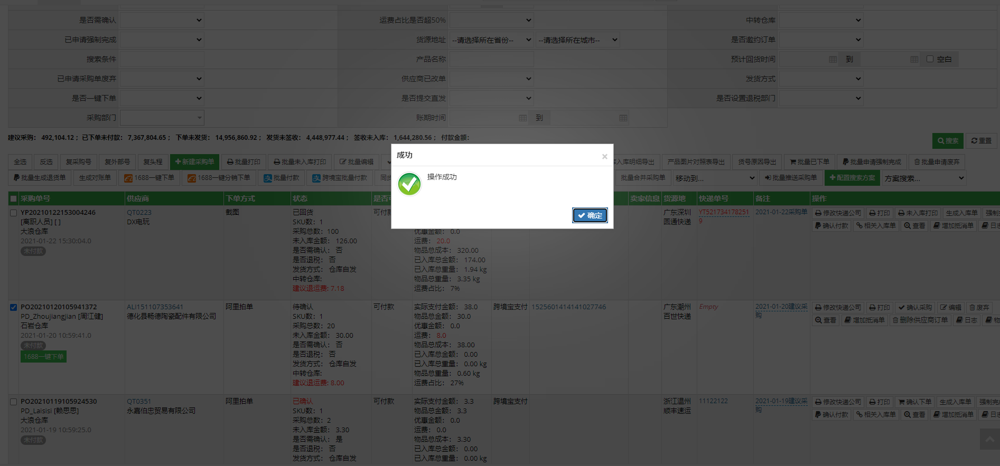 是否需确认 运费占比是否超50% 中转仓库
已申请强制完成 货源地址 --请选择所在省份-- --请选择所在城市-- 是否邀约订单
搜索条件 产品名称 预计回货时间 到 空白
已申请采购单废弃 供应商已改单 发货方式
是否一键下单 是否提交直发 是否设置退税部门
采购部门 账期时间 到
建议采购： 492,104.12； 已下单未付款： 7,367,804.65； 下单未发货： 14,956,860.92； 发货未签收： 4,448,977.44； 签收未入库： 1,644,280.56； 付款金额：
搜索 重置
全选 反选 复采购号 复外部号 复头程 新建采购单 批量打印 批量未入库打印 批量编辑 入库明细导出 产品图片对照表导出 货号原因导出 批量已下单 批量申请强制完成 批量申请废弃
批量生成退货单 生成对账单 1688一键下单 1688一键分销下单 批量付款 跨境宝批量付款 同步 批量合并采购单 移动到... 批量推送采购单 配置搜索方案 方案搜索...
成功
×
操作成功
确定
采购单号 供应商 下单方式 状态 是否可 卖家信息 货源地 快递单号 备注 操作
YP20210122153004246
[离职人员] [ ]
大浪仓库
2021-01-22 15:30:04.0
未付款
QT0223
DX电玩
截图
已回货
SKU数：1
采购总数：100
未入库金额： 126.00
是否需确认： 否
是否退税： 否
发货方式： 仓库自发
中转仓库:
建议退运费: 7.18
可付款
优惠金额： 0.0
运费： 20.0
物品总成本： 320.00
已入库总金额： 174.00
已入库总重量： 1.94 kg
物品总重量： 3.35 kg
运费占比： 7%
广东深圳
圆通快递
YT521734178251
9
2021-01-22采购单
修改快递公司 打印 未入库打印 生成入库单 强制
确认付款 相关入库单 查看 增加抵消单 日志
PO20210120105941372
PD_Zhoujiangjian [周江健]
石岩仓库
2021-01-20 10:59:41.0
未付款
1688一键下单
ALI151107353641
德化县畅德陶瓷配件有限公司
阿里拍单
待确认
SKU数：1
采购总数：20
未入库金额： 30.00
是否需确认： 否
是否退税： 否
发货方式： 仓库自发
中转仓库:
建议退运费: 8.00
可付款
实际支付金额： 38.0
物品总金额： 30.0
优惠金额： 0.0
运费： 8.0
物品总成本： 38.00
已入库总金额： 0.00
已入库总重量： 0.00 kg
物品总重量： 0.60 kg
运费占比： 27%
跨境宝支付
1525601414141027746
广东潮州
百世快递
Empty
2021-01-20建议采
购
修改快递公司 打印 确认采购 编辑 废弃
查看 增加抵消单 删除供应商订单 日志 物
PO20210119105924530
PD_Laisisi [赖思思]
大浪仓库
2021-01-19 10:59:25.0
未付款
QT0351
永嘉伯忠贸易有限公司
阿里拍单
已确认
SKU数：1
采购总数：2
未入库金额： 3.30
是否需确认： 是
是否退税： 否
发货方式： 仓库自发
可付款
实际支付金额： 3.3
物品总金额： 3.3
优惠金额： 0.0
运费： 0.0
物品总成本： 3.30
已入库总金额： 0.00
已入库总重量： 0.00 kg
跨境宝支付
浙江温州
顺丰速运
11122122
2021-01-19建议采
购
修改快递公司 打印 确认下单 生成入库单 强制完
确认付款 相关入库单 查看 增加抵消单 日志